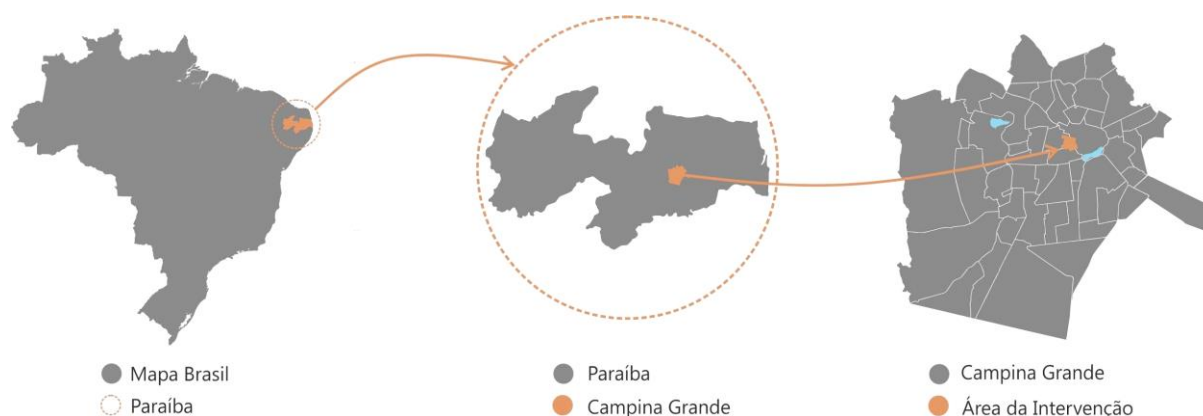 Mapa Brasil
Paraíba
Paraíba
Campina Grande
Campina Grande
Área da Intervenção